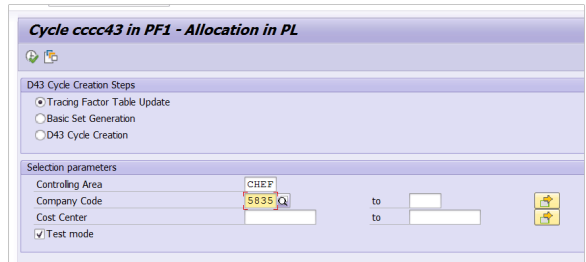 Cycle cccc43 in PF1 - Allocation in PL
D43 Cycle Creation Steps
Tracing Factor Table Update
Basic Set Generation
D43 Cycle Creation
Selection parameters
Controling Area CHEF
Company Code 5835 to
Cost Center to
Test mode